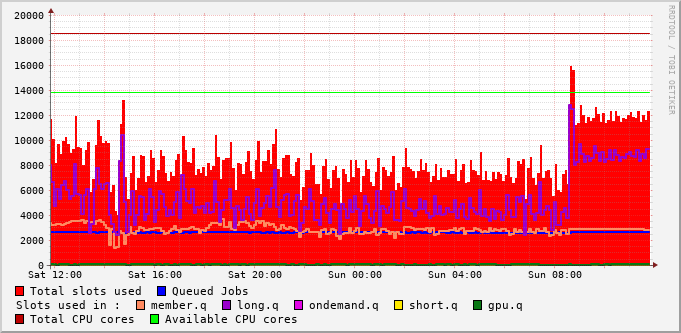 RRDTOOL / TOBI OETIKER
20000
18000
16000
14000
12000
10000
8000
6000
4000
2000
0
Sat 12:00 Sat 16:00 Sat 20:00 Sun 00:00 Sun 04:00 Sun 08:00
Total slots used Queued Jobs
Slots used in : member.q long.q ondemand.q short.q gpu.q
Total CPU cores Available CPU cores